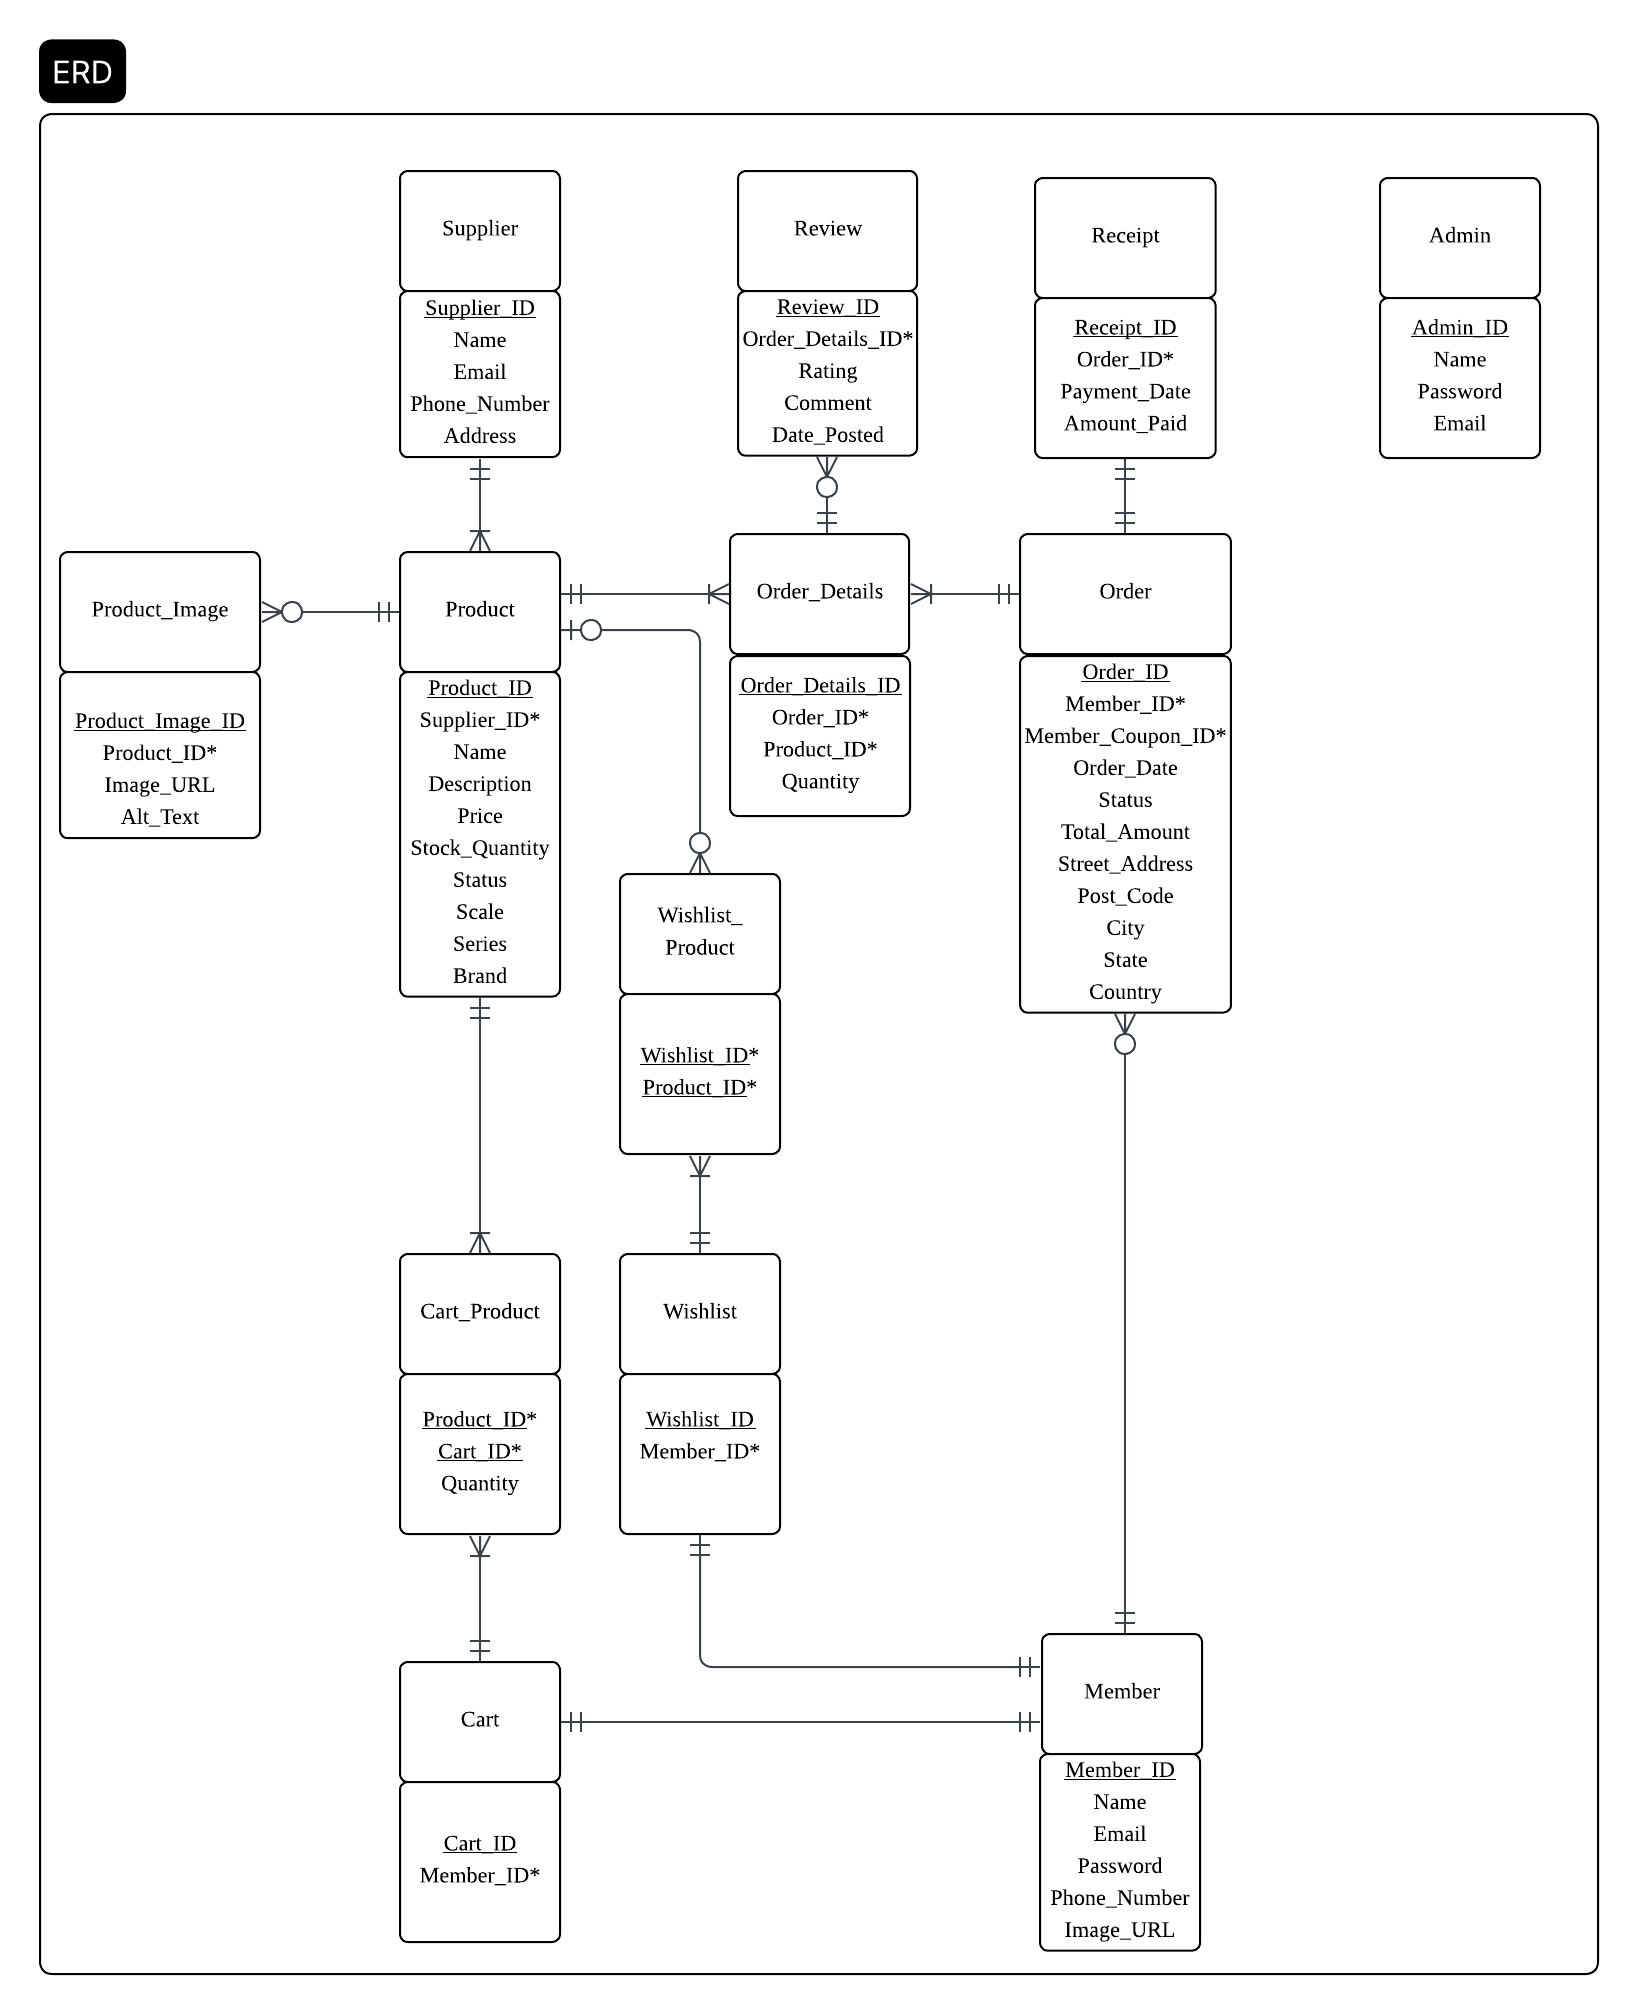 ERD
Supplier
Supplier_ID
Name
Email
Phone_Number
Address
Review
Review_ID
Order_Details_ID*
Rating
Comment
Date_Posted
Receipt
Receipt_ID
Order_ID*
Payment_Date
Amount_Paid
Admin
Admin_ID
Name
Password
Email
Product_Image
Product_Image_ID
Product_ID*
Image_URL
Alt_Text
Product
Product_ID
Supplier_ID*
Name
Description
Price
Stock_Quantity
Status
Scale
Series
Brand
Order_Details
Order_Details_ID
Order_ID*
Product_ID*
Quantity
Order
Order_ID
Member_ID*
Member_Coupon_ID*
Order_Date
Status
Total_Amount
Street_Address
Post_Code
City
State
Country
Wishlist_
Product
Wishlist_ID*
Product_ID*
Cart_Product
Product_ID*
Cart_ID*
Quantity
Wishlist
Wishlist_ID
Member_ID*
Cart
Cart_ID
Member_ID*
Member
Member_ID
Name
Email
Password
Phone_Number
Image_URL